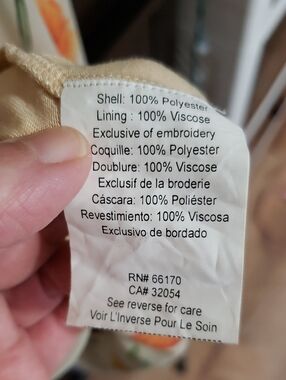 Shell: 100% Polyester
Lining : 100% Viscose
Exclusive of embroidery
Coquille: 100% Polyester
Doublure: 100% Viscose
Exclusif de la broderie
Cáscara: 100% Poliéster
Revestimiento: 100% Viscosa
Exclusivo de bordado
RN# 66170
CA# 32054
See reverse for care
Voir L'Inverse Pour Le Soin